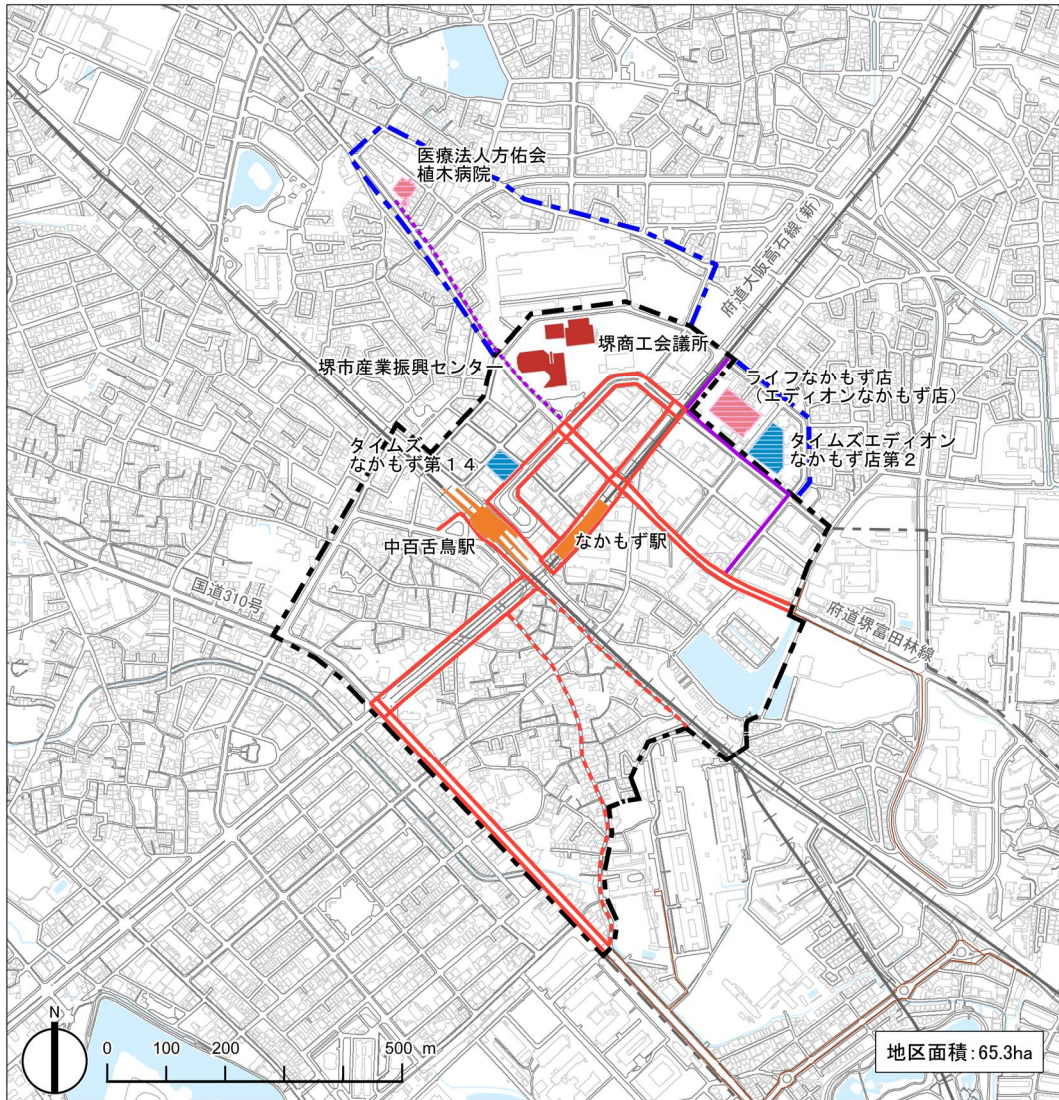 医療法人方佑会
植木病院
府道大阪高石線(新)
堺商工会議所
堺市産業振興センター
ライフなかもず店
(エディオンなかもず店)
タイムズ
なかもず第14
タイムズエディオン
なかもず店第2
中百舌鳥駅
なかもず駅
国道310号
府道堺富田林線
N
0 100 200 500 m
地区面積:65.3ha